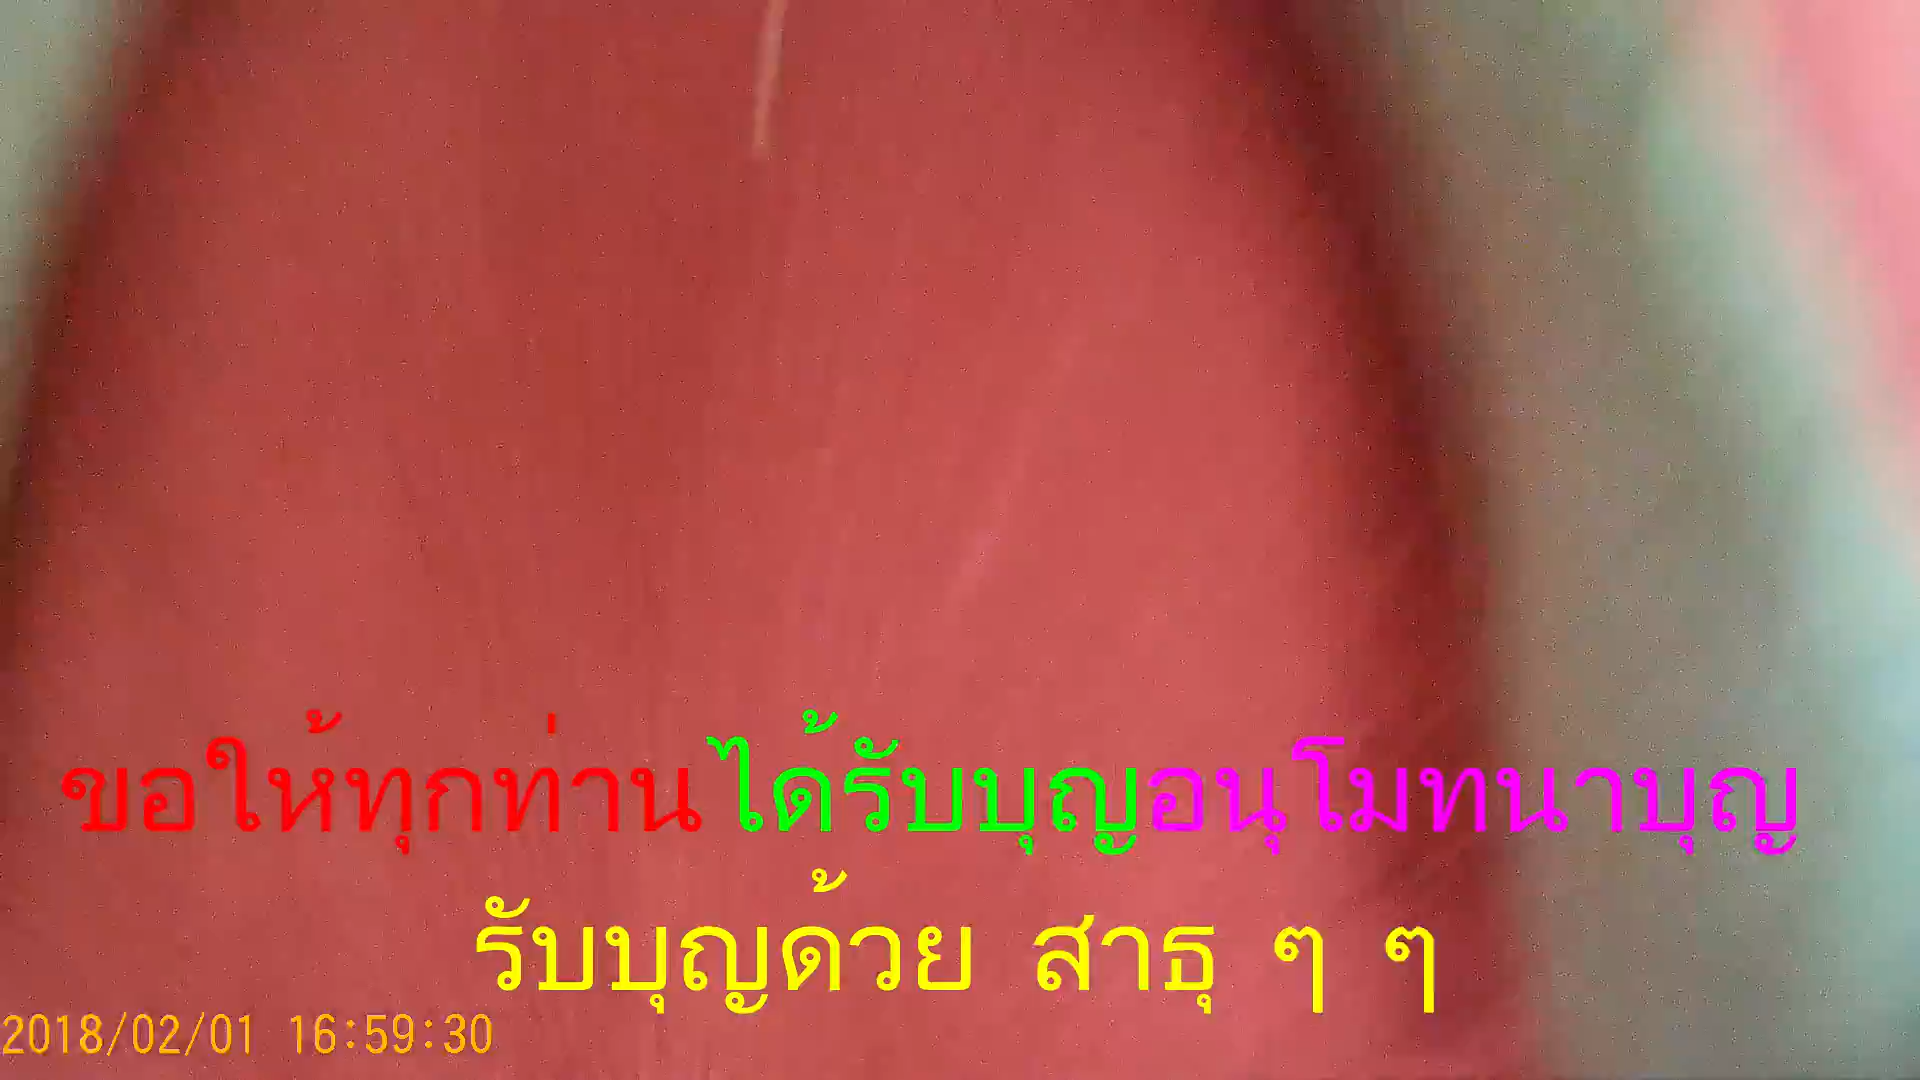 ขอให้ทุกท่านได้รับบุญอนุโมทนาบุญ
รับบุญด้วย สาธุ ๆ ๆ
2018/02/01 16:59:30